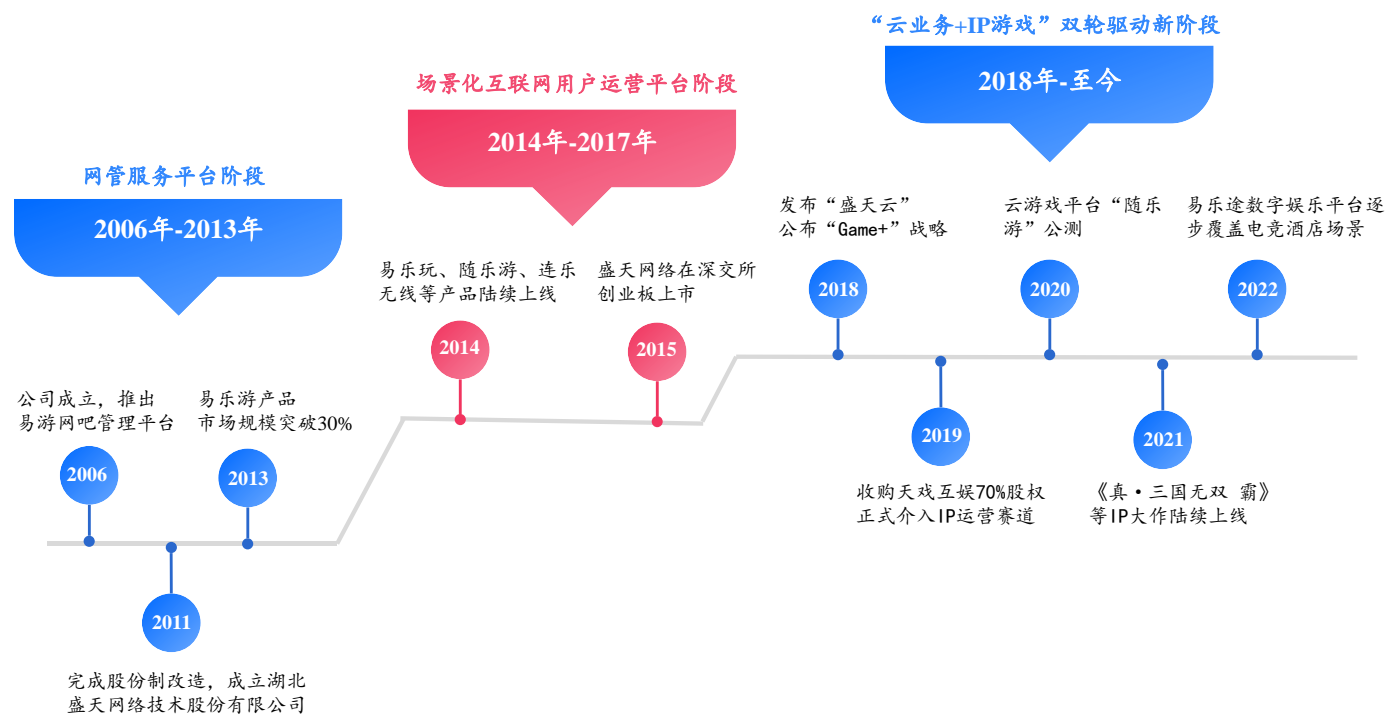 网管服务平台阶段
2006年-2013年
公司成立，推出
易游网吧管理平台
2006
2011
完成股份制改造，成立湖北
盛天网络技术股份有限公司
易乐游产品
市场规模突破30%
2013
场景化互联网用户运营平台阶段
2014年-2017年
易乐玩、随乐游、连乐
无线等产品陆续上线
2014
盛天网络在深交所
创业板上市
2015
“云业务+IP游戏”双轮驱动新阶段
2018年-至今
发布“盛天云”
公布“Game+”战略
2018
2019
收购天戏互娱70%股权
正式介入IP运营赛道
云游戏平台“随乐
游”公测
2020
2021
《真·三国无双 霸》
等IP大作陆续上线
易乐途数字娱乐平台逐
步覆盖电竞酒店场景
2022